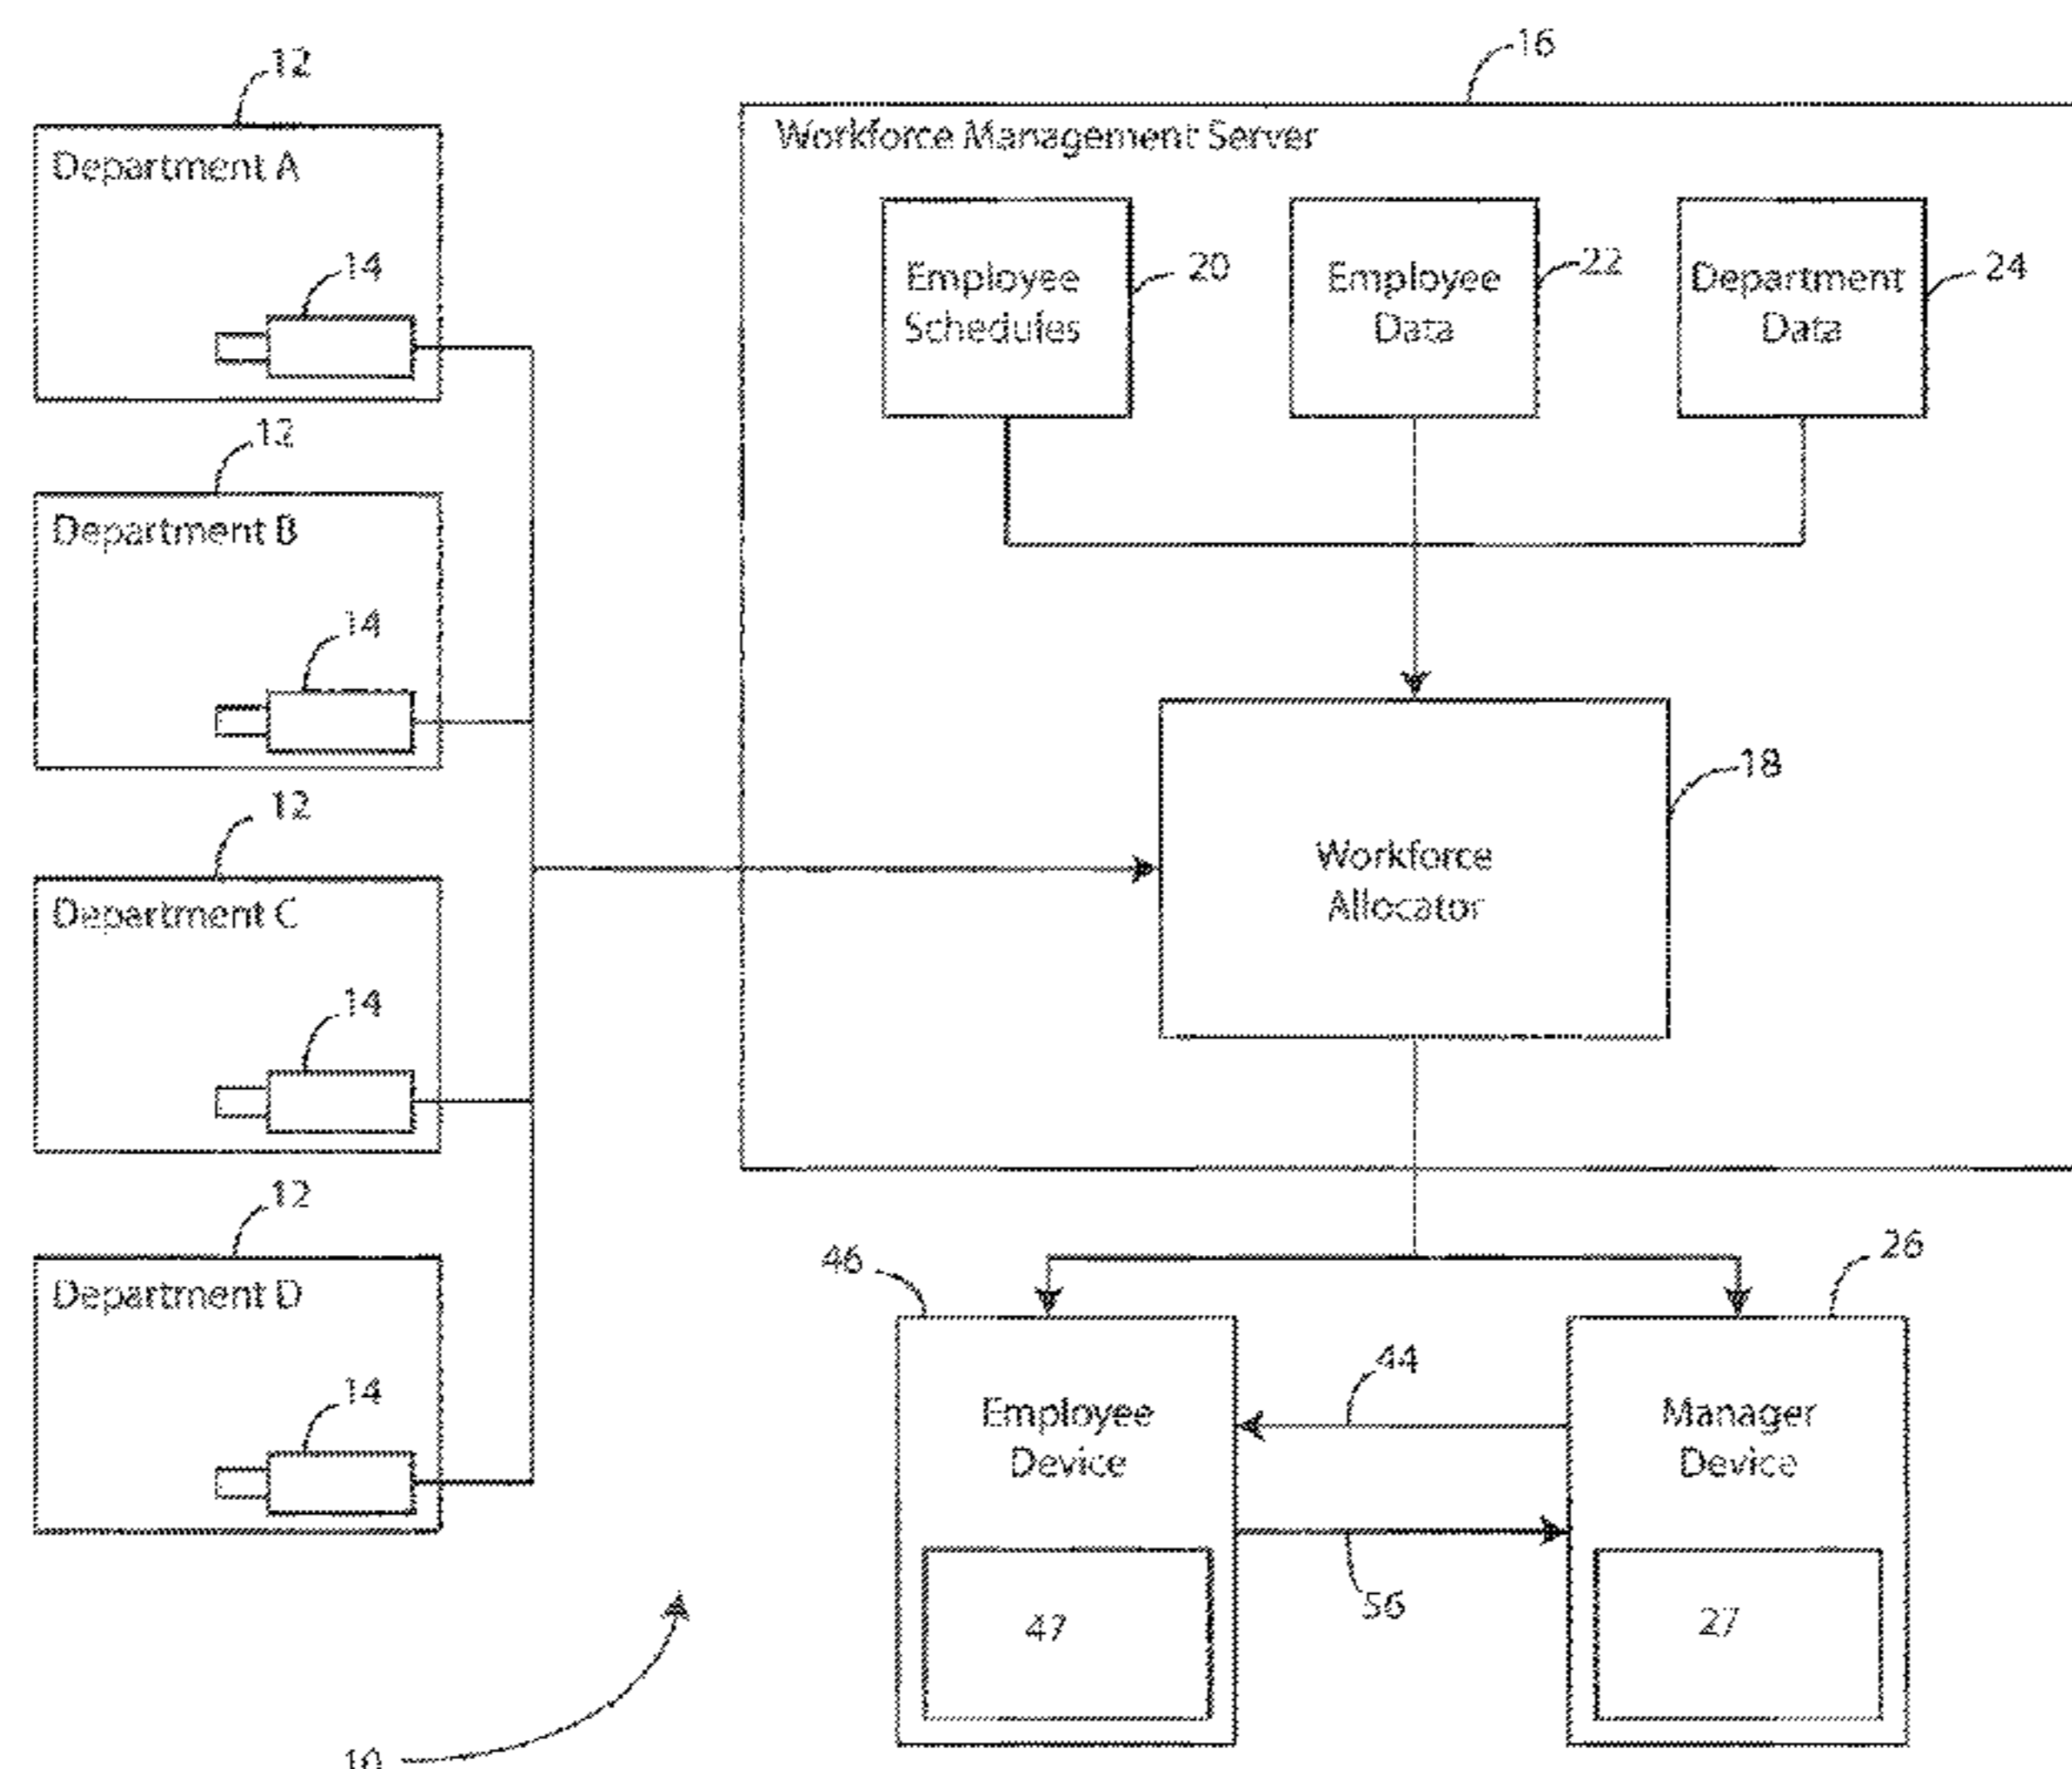 12
16
Department A
Workforce Management Server
14
Employee
Schedules
20
Employee
Data
22
Department
Data
24
12
Department B
14
18
12
Workforce
Allocator
Department C
14
12
46
26
Department D
44
14
Employee
Device
Manager
Device
56
47
27
10